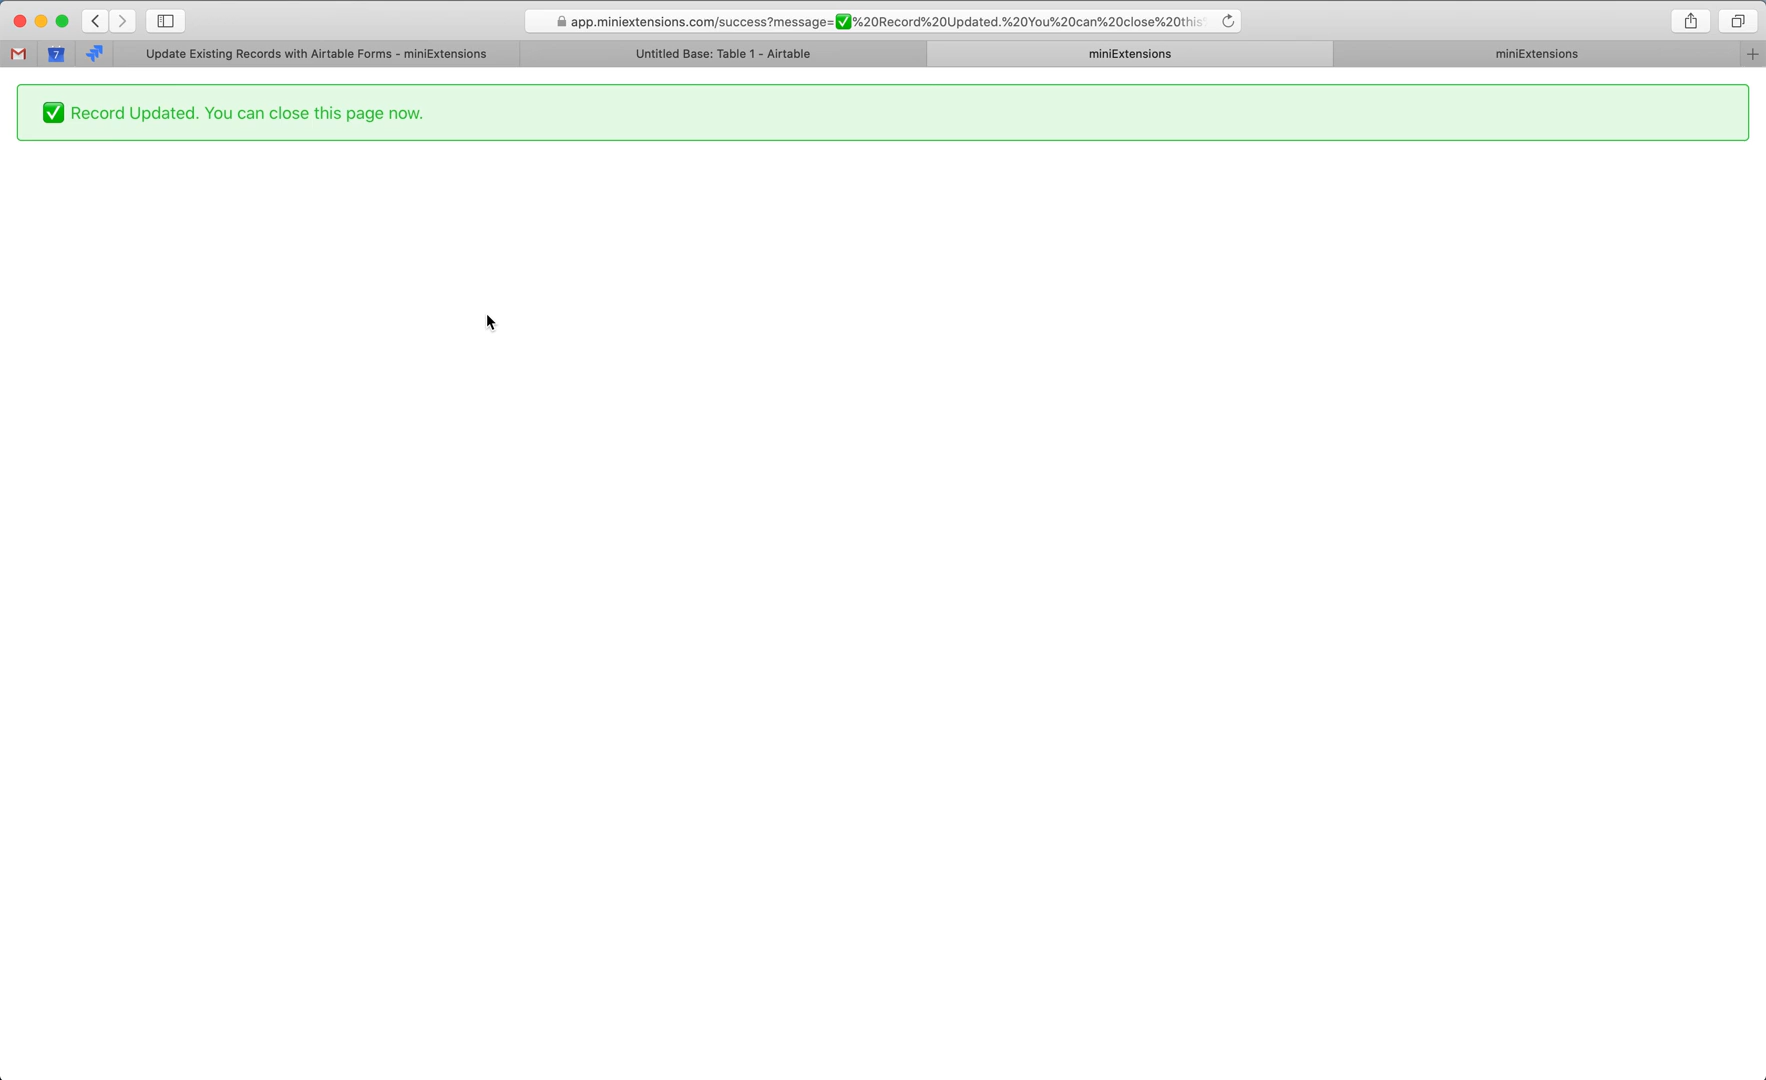 app.miniextensions.com/success?message=✅%20Record%20Updated.%20You%20can%20close%20this
7
Update Existing Records with Airtable Forms - miniExtensions
Untitled Base: Table 1 - Airtable
miniExtensions
miniExtensions
✅ Record Updated. You can close this page now.